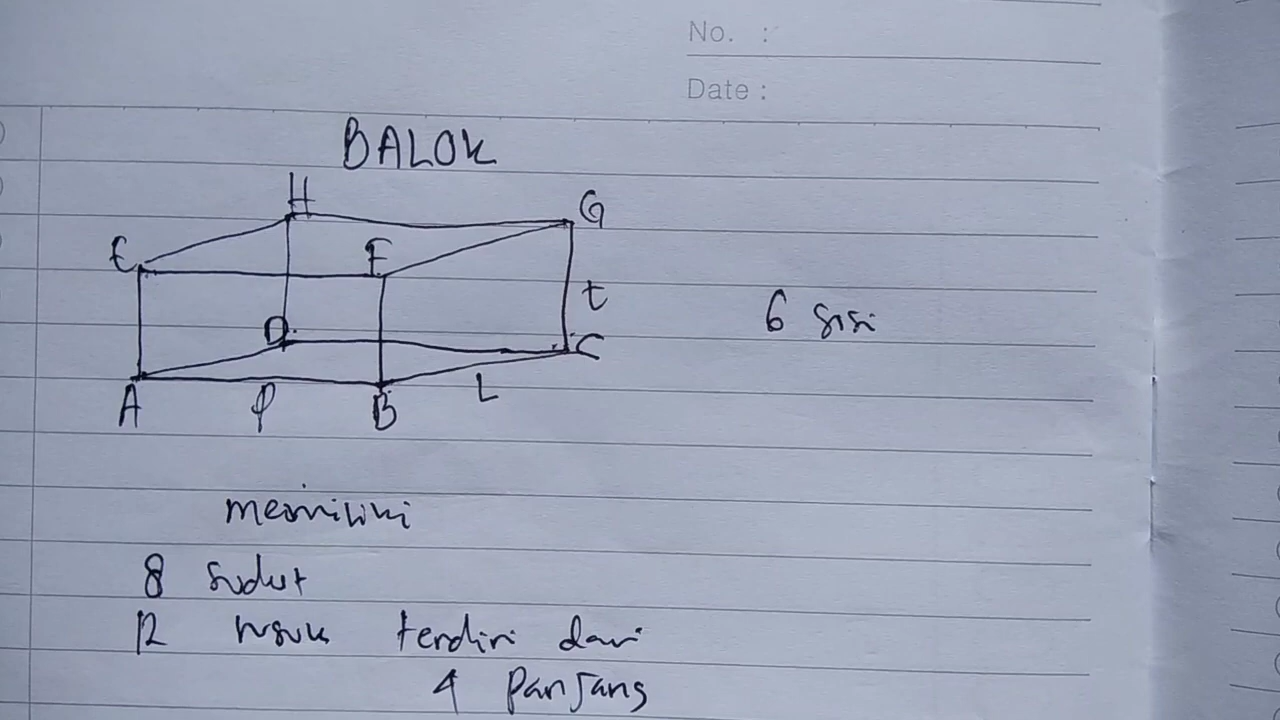 No. :
Date :
BALOK
H
G
E
F
t
6 sisi
D
C
A
P
B
L
memiliki
8 sudut
12 rusuk terdiri dari
4 panjang